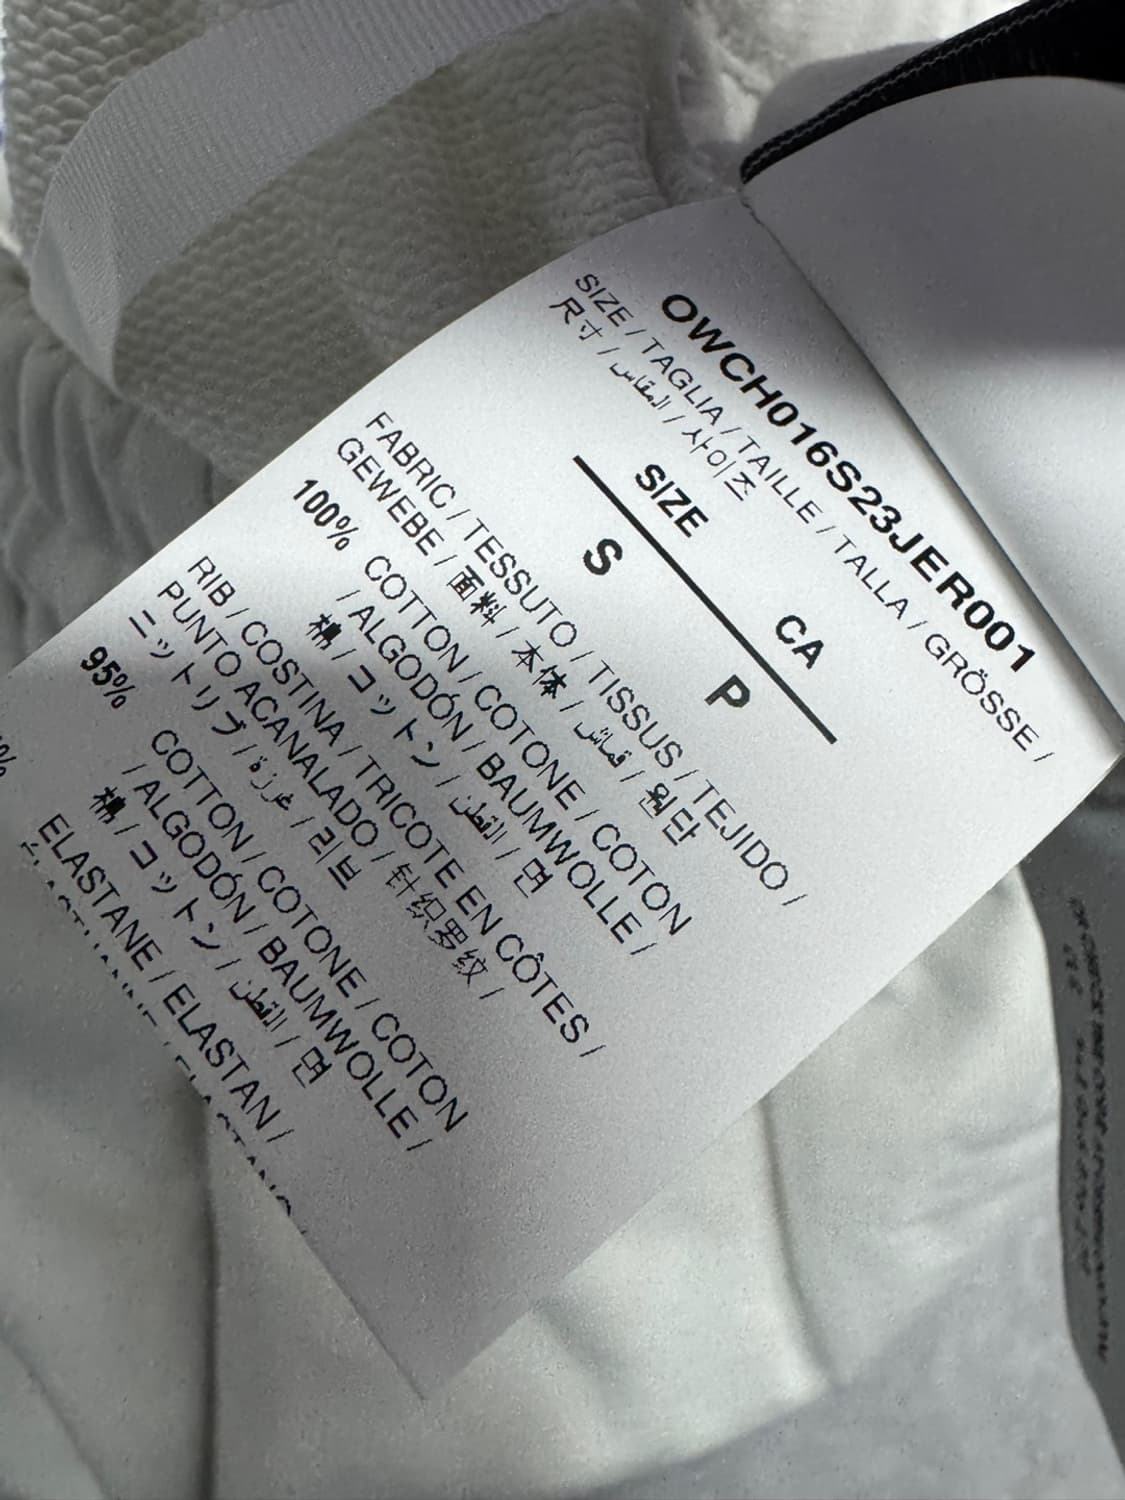 OWCH016S23JER001
SIZE / TAGLIA / TAILLE / TALLA / GRÖSSE /
尺寸 / المقاس / 사이즈
SIZE CA
S P
FABRIC / TESSUTO / TISSUS / TEJIDO /
GEWEBE / 面料 / 本体 / قماش / 원단
100% COTTON / COTONE / COTON
/ ALGODÓN / BAUMWOLLE /
棉 / コットン / القطن / 면
RIB / COSTINA / TRICOTE EN CÔTES /
PUNTO ACANALADO / 针织罗纹 /
ニットリブ / غرزة / 리브
95% COTTON / COTONE / COTON
/ ALGODÓN / BAUMWOLLE /
棉 / コットン / القطن / 면
% ELASTANE / ELASTAN /